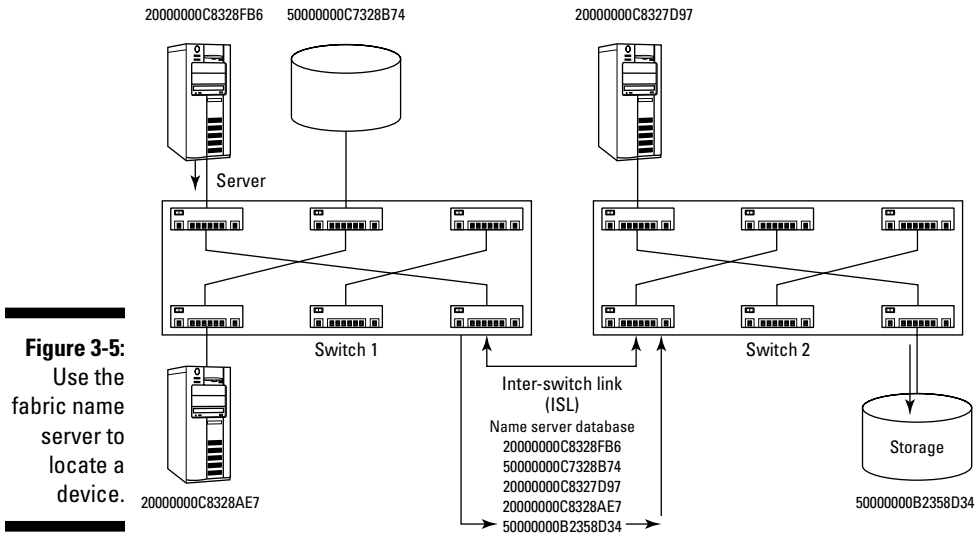 20000000C8328FB6
50000000C7328B74
20000000C8327D97
Server
Switch 1
Switch 2
Figure 3-5:
Use the
fabric name
server to
locate a
device.
20000000C8328AE7
Inter-switch link
(ISL)
Name server database
20000000C8328FB6
50000000C7328B74
20000000C8327D97
20000000C8328AE7
50000000B2358D34
Storage
50000000B2358D34